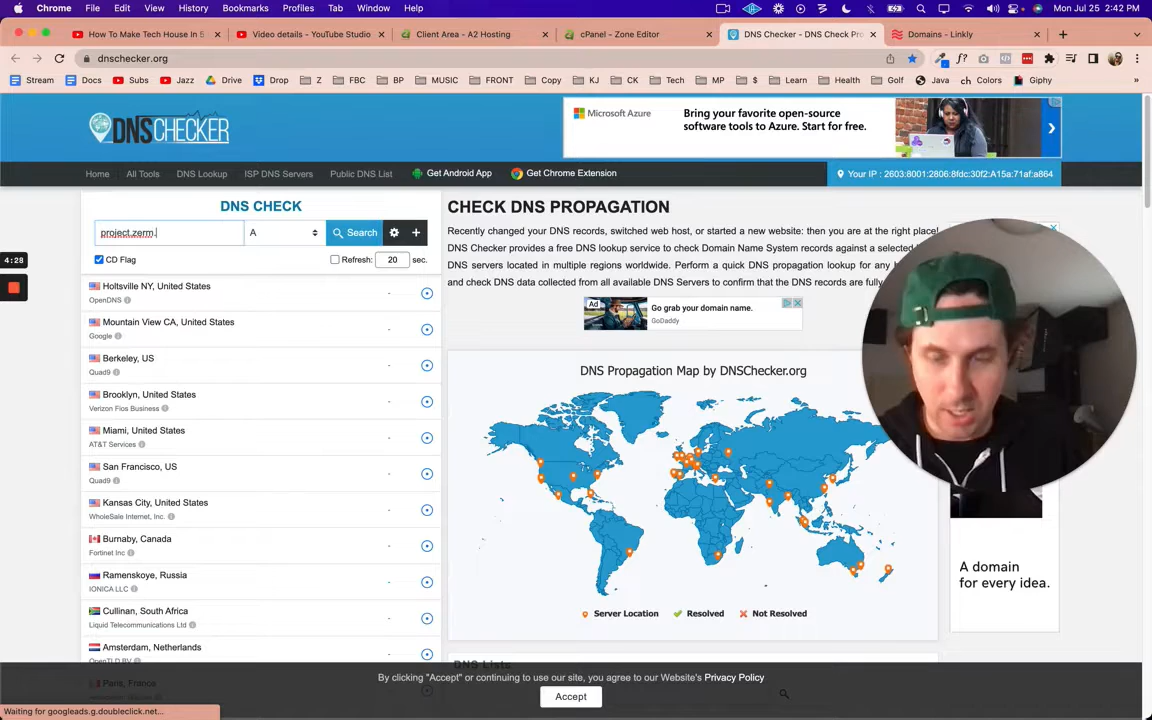 Chrome File Edit View History Bookmarks Profiles Tab Window Help Mon Jul 25 2:42 PM
How To Make Tech House In 5 Video details - YouTube Studio Client Area - A2 Hosting cPanel - Zone Editor DNS Checker - DNS Check Pro Domains - Linkly
dnschecker.org
Stream Docs Subs Jazz Drive Drop Z FBC BP MUSIC FRONT Copy KJ CK Tech MP $ Learn Health Golf Java ch Colors Giphy »
DNSCHECKER
Microsoft Azure
Bring your favorite open-source
software tools to Azure. Start for free.
Home All Tools DNS Lookup ISP DNS Servers Public DNS List Get Android App Get Chrome Extension Your IP : 2603:8001:2806:8fdc:30f2:A15a:71af:a864
DNS CHECK
project.zerm.
A
Search
CD Flag
Refresh: 20 sec.
4:28
Holtsville NY, United States
OpenDNS
Mountain View CA, United States
Google
Berkeley, US
Quad9
Brooklyn, United States
Verizon Fios Business
Miami, United States
AT&T Services
San Francisco, US
Quad9
Kansas City, United States
WholeSale Internet, Inc.
Burnaby, Canada
Fortinet Inc
Ramenskoye, Russia
IONICA LLC
Cullinan, South Africa
Liquid Telecommunications Ltd
Amsterdam, Netherlands
OpenTLD BV
Paris, France
CHECK DNS PROPAGATION
Recently changed your DNS records, switched web host, or started a new website: then you are at the right place!
DNS Checker provides a free DNS lookup service to check Domain Name System records against a selected
DNS servers located in multiple regions worldwide. Perform a quick DNS propagation lookup for any
and check DNS data collected from all available DNS Servers to confirm that the DNS records are fu
Ad
Go grab your domain name.
GoDaddy
DNS Propagation Map by DNSChecker.org
Server Location Resolved Not Resolved
A domain
for every idea.
DNS Lists
By clicking "Accept" or continuing to use our site, you agree to our Website's Privacy Policy
Accept
Waiting for googleads.g.doubleclick.net...